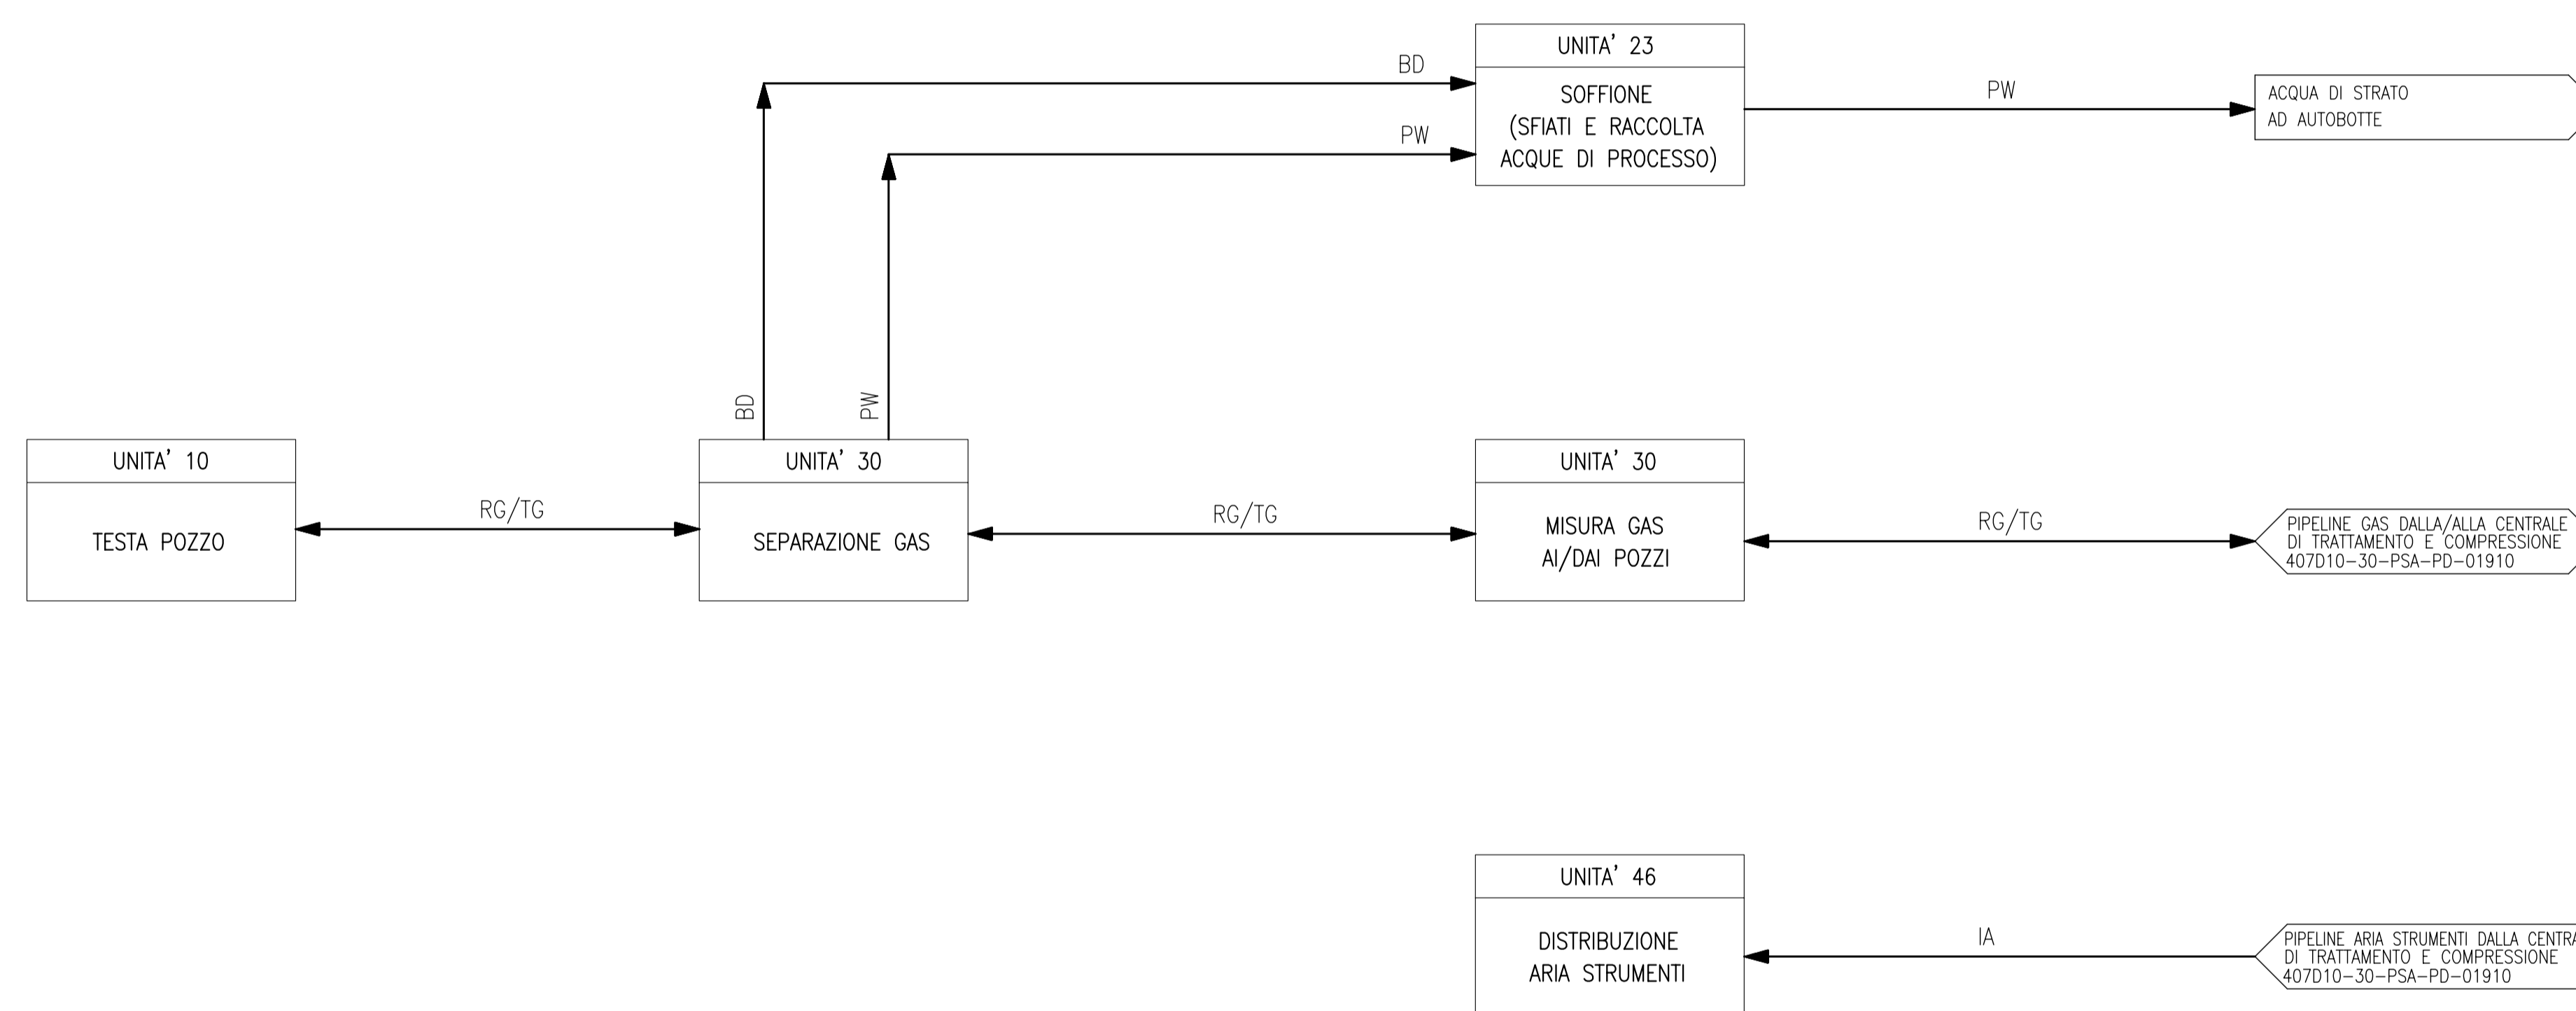 UNITA' 23
BD
SOFFIONE
(SFIATI E RACCOLTA
ACQUE DI PROCESSO)
PW
PW
ACQUA DI STRATO
AD AUTOBOTTE
BD
PW
UNITA' 10
TESTA POZZO
RG/TG
UNITA' 30
SEPARAZIONE GAS
RG/TG
UNITA' 30
MISURA GAS
AI/DAI POZZI
RG/TG
PIPELINE GAS DALLA/ALLA CENTRALE
DI TRATTAMENTO E COMPRESSIONE
407D10-30-PSA-PD-01910
UNITA' 46
DISTRIBUZIONE
ARIA STRUMENTI
IA
PIPELINE ARIA STRUMENTI DALLA
DI TRATTAMENTO E COMPRESSIONE
407D10-30-PSA-PD-01910